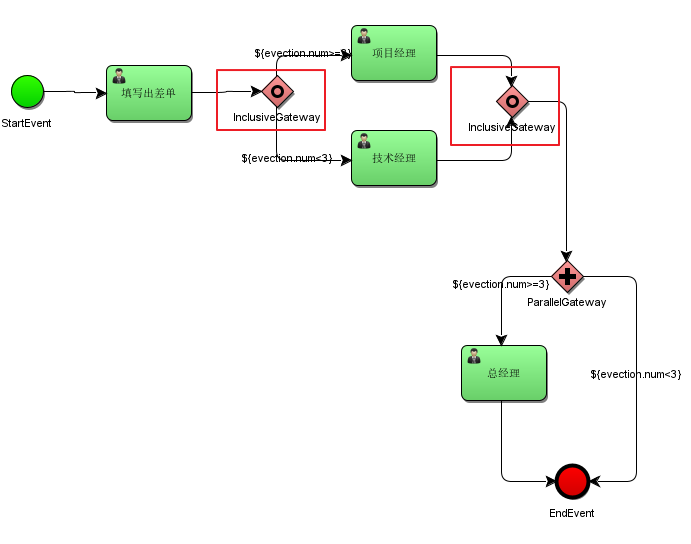 ${evection.num>=3}
项目经理
填写出差单
StartEvent
InclusiveGateway
InclusiveGateway
${evection.num<3}
技术经理
${evection.num>=3}
ParallelGateway
总经理
${evection.num<3}
EndEvent